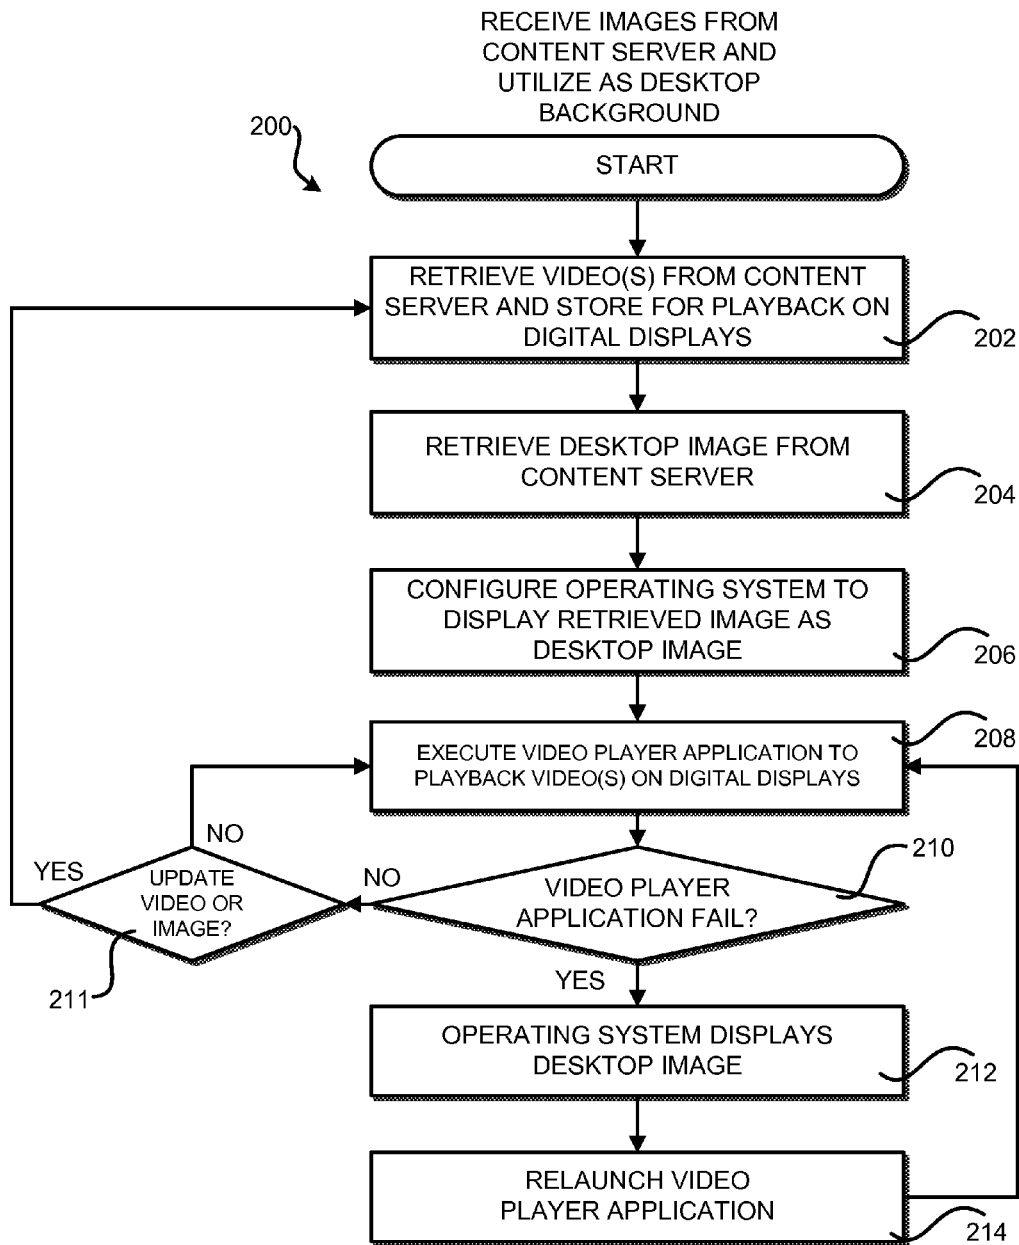 RECEIVE IMAGES FROM
CONTENT SERVER AND
UTILIZE AS DESKTOP
BACKGROUND
200
START
RETRIEVE VIDEO(S) FROM CONTENT
SERVER AND STORE FOR PLAYBACK ON
DIGITAL DISPLAYS
202
RETRIEVE DESKTOP IMAGE FROM
CONTENT SERVER
204
CONFIGURE OPERATING SYSTEM TO
DISPLAY RETRIEVED IMAGE AS
DESKTOP IMAGE
206
EXECUTE VIDEO PLAYER APPLICATION TO
PLAYBACK VIDEO(S) ON DIGITAL DISPLAYS
208
VIDEO PLAYER
APPLICATION FAIL?
210
NO
UPDATE
VIDEO OR
IMAGE?
211
NO
YES
YES
OPERATING SYSTEM DISPLAYS
DESKTOP IMAGE
212
RELAUNCH VIDEO
PLAYER APPLICATION
214